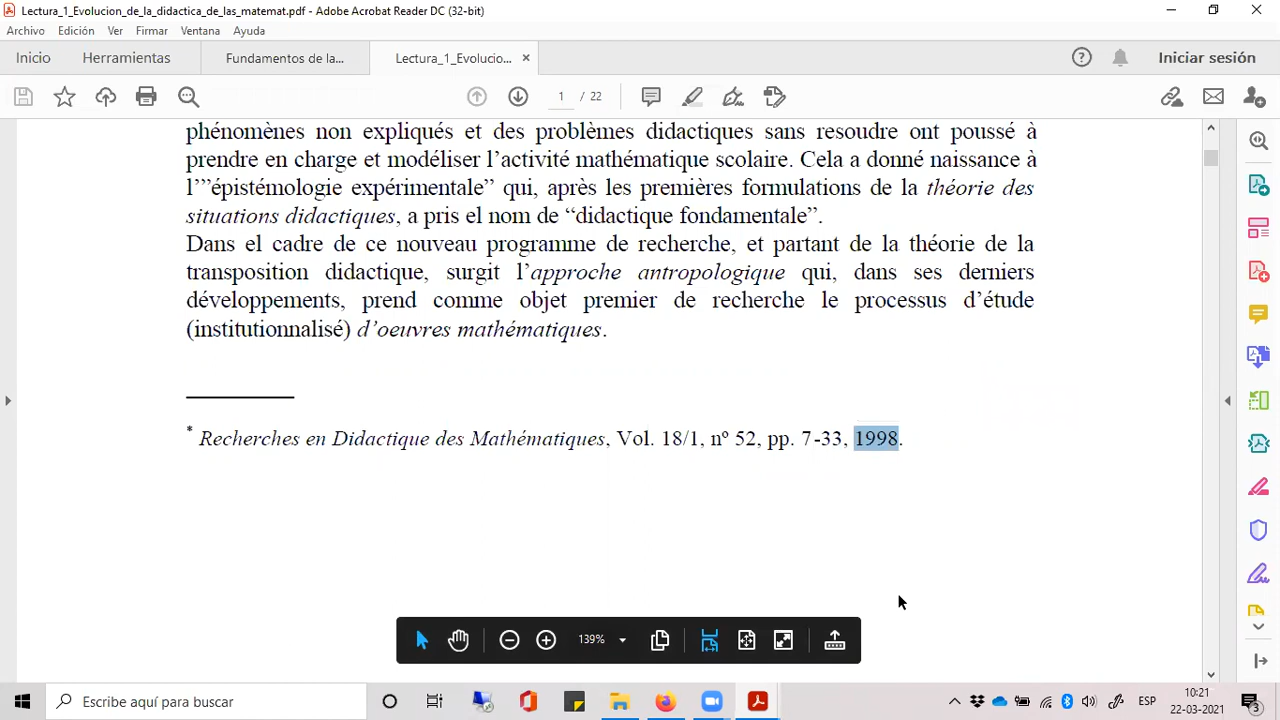 Lectura_1_Evolucion_de_la_didactica_de_las_matemat.pdf - Adobe Acrobat Reader DC (32-bit)
Archivo Edición Ver Firmar Ventana Ayuda
Inicio Herramientas Fundamentos de la... Lectura_1_Evolucio... × Iniciar sesión
1 / 22
phénomènes non expliqués et des problèmes didactiques sans resoudre ont poussé à
prendre en charge et modéliser l’activité mathématique scolaire. Cela a donné naissance à
l’”épistémologie expérimentale” qui, après les premières formulations de la théorie des
situations didactiques, a pris el nom de “didactique fondamentale”.
Dans el cadre de ce nouveau programme de recherche, et partant de la théorie de la
transposition didactique, surgit l’approche antropologique qui, dans ses derniers
développements, prend comme objet premier de recherche le processus d’étude
(institutionnalisé) d’oeuvres mathématiques.
* Recherches en Didactique des Mathématiques, Vol. 18/1, nº 52, pp. 7-33, 1998.
139%
Escribe aquí para buscar
ESP
10:21
22-03-2021
3